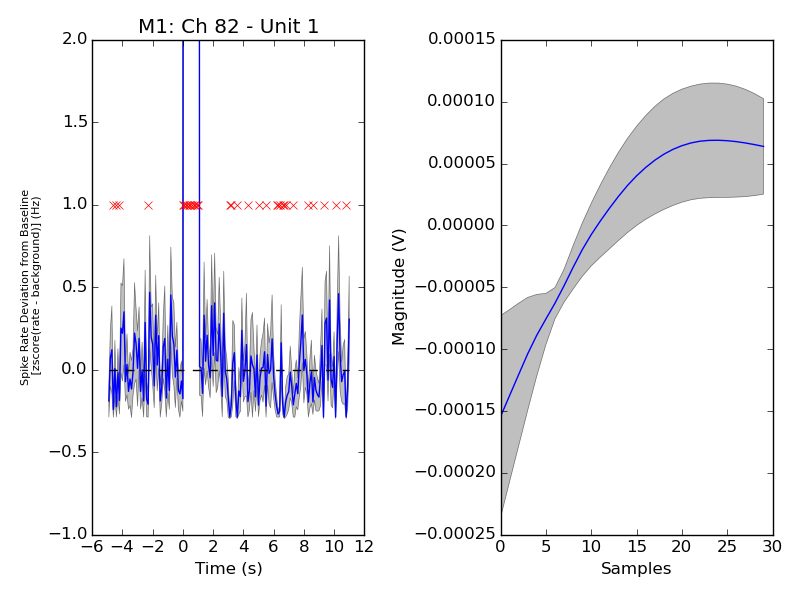 M1: Ch 82 - Unit 1
Spike Rate Deviation from Baseline
[zscore(rate - background)] (Hz)
2.0
1.5
1.0
0.5
0.0
−0.5
−1.0
−6 −4 −2 0 2 4 6 8 10 12
Time (s)
Magnitude (V)
0.00015
0.00010
0.00005
0.00000
−0.00005
−0.00010
−0.00015
−0.00020
−0.00025
0 5 10 15 20 25 30
Samples